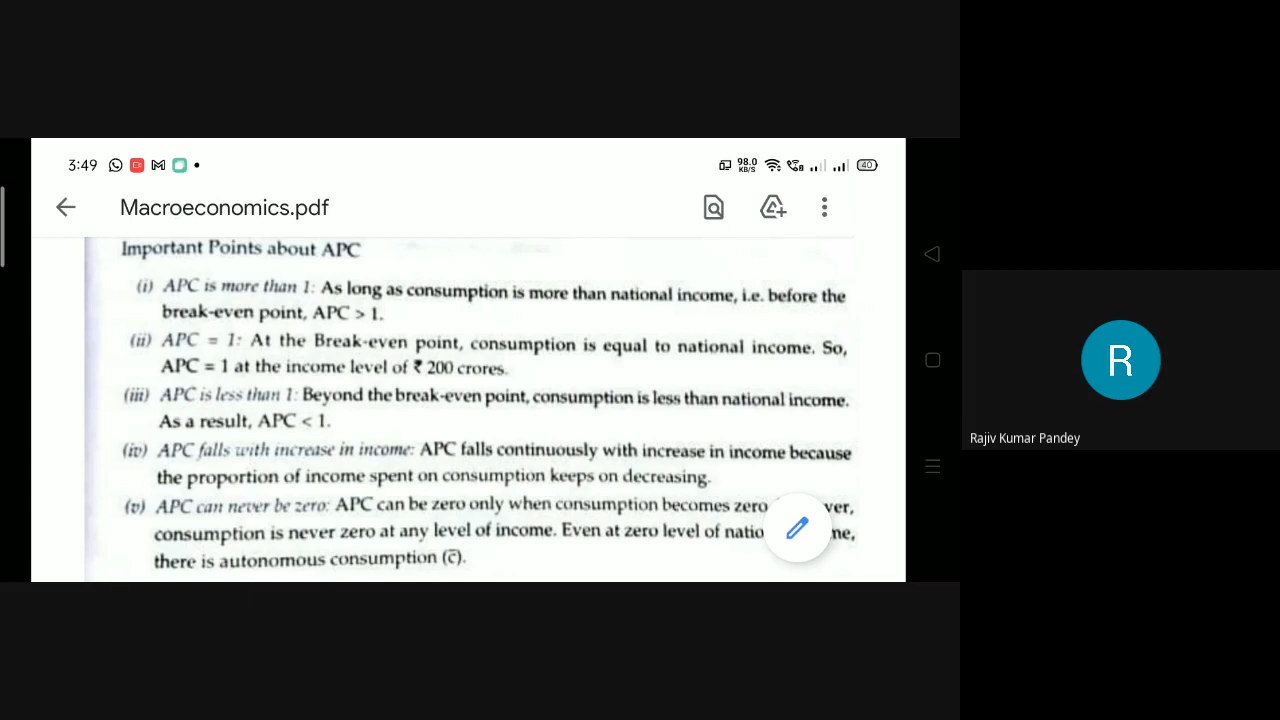 3:49
98.0
KB/S
40
Macroeconomics.pdf
Important Points about APC
(i) APC is more than 1: As long as consumption is more than national income, i.e. before the
break-even point, APC > 1.
(ii) APC = 1: At the Break-even point, consumption is equal to national income. So,
APC = 1 at the income level of ₹ 200 crores.
(iii) APC is less than 1: Beyond the break-even point, consumption is less than national income.
As a result, APC < 1.
(iv) APC falls with increase in income: APC falls continuously with increase in income because
the proportion of income spent on consumption keeps on decreasing.
(v) APC can never be zero: APC can be zero only when consumption becomes zero ver,
consumption is never zero at any level of income. Even at zero level of natio me,
there is autonomous consumption (c̄).
R
Rajiv Kumar Pandey